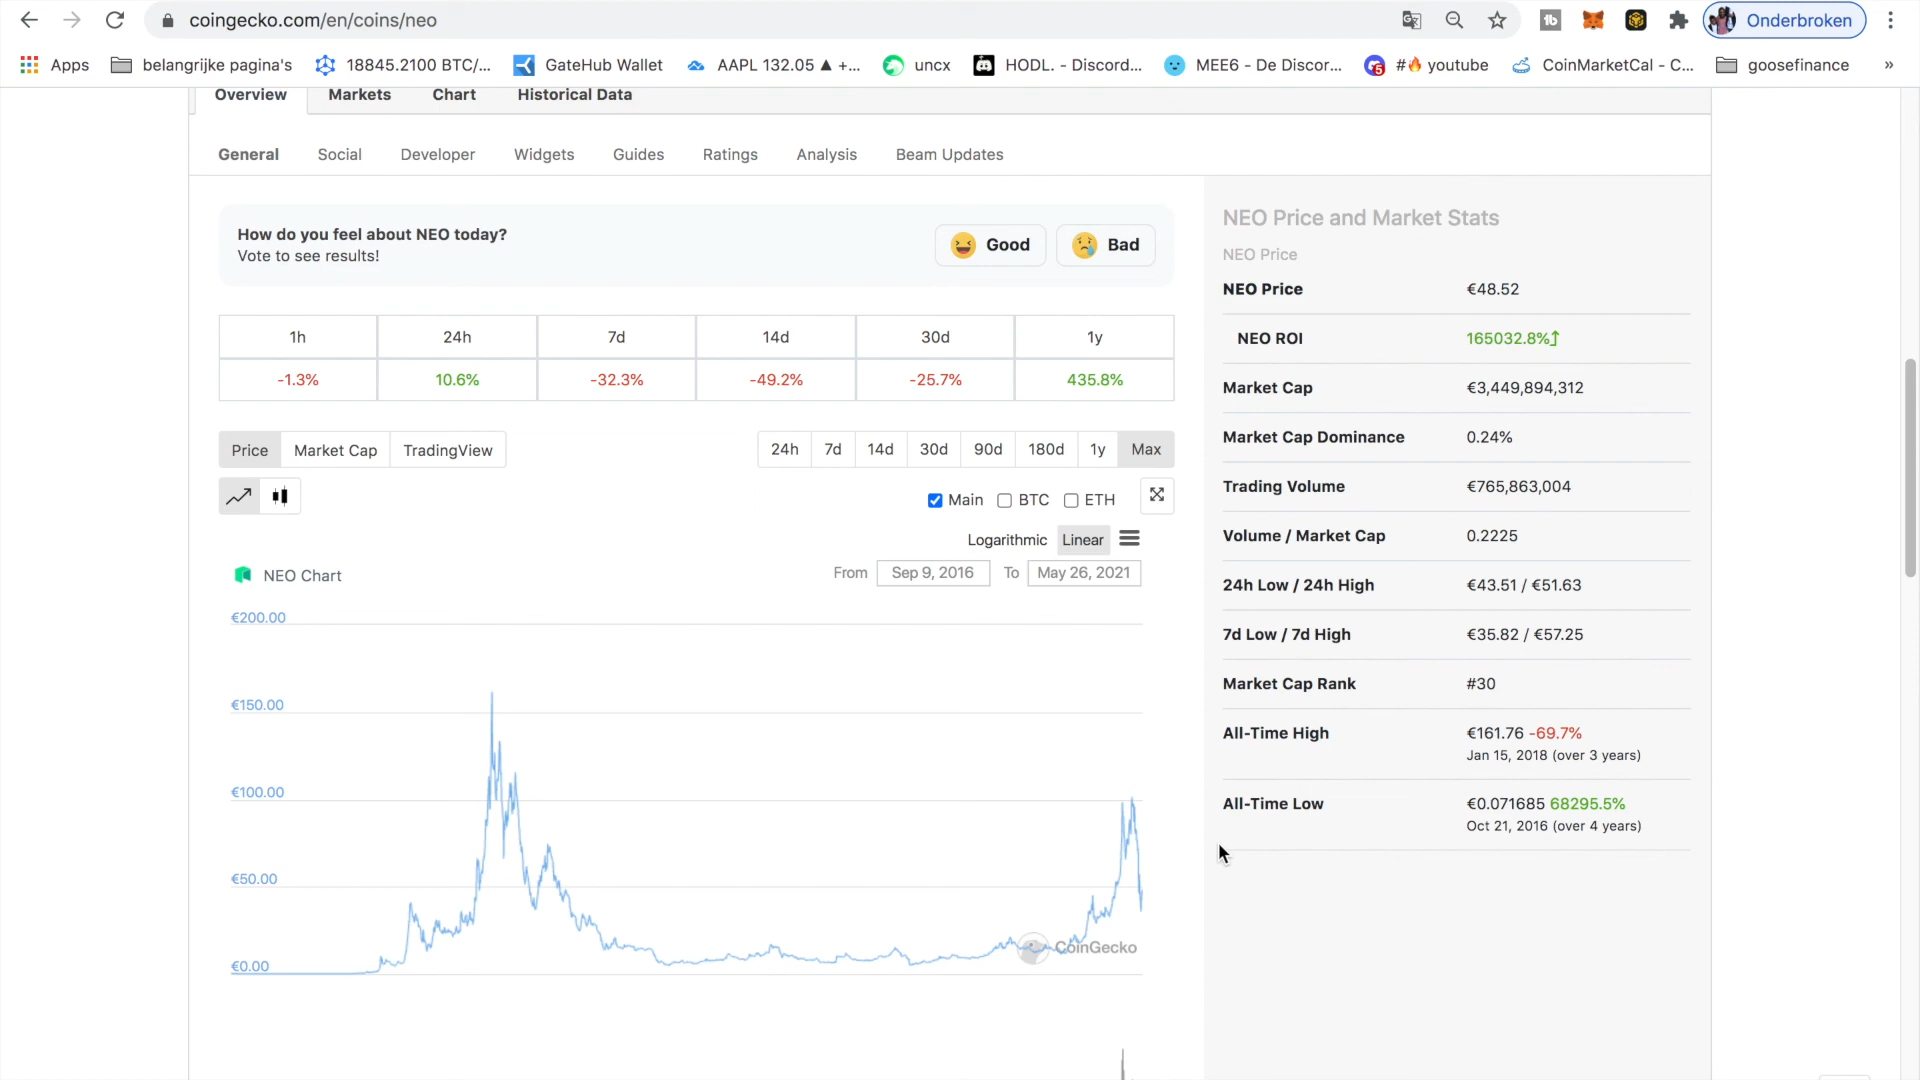 coingecko.com/en/coins/neo
Onderbroken
Apps
belangrijke pagina's
18845.2100 BTC/...
GateHub Wallet
AAPL 132.05 ▲ +...
uncx
HODL. - Discord...
MEE6 - De Discor...
#🔥 youtube
CoinMarketCal - C...
goosefinance
»
Overview
Markets
Chart
Historical Data
General
Social
Developer
Widgets
Guides
Ratings
Analysis
Beam Updates
How do you feel about NEO today?
Vote to see results!
Good
Bad
1h 24h 7d 14d 30d 1y
-1.3% 10.6% -32.3% -49.2% -25.7% 435.8%
Price
Market Cap
TradingView
24h 7d 14d 30d 90d 180d 1y Max
Main BTC ETH
Logarithmic Linear
NEO Chart
From Sep 9, 2016 To May 26, 2021
€200.00
€150.00
€100.00
€50.00
€0.00
CoinGecko
NEO Price and Market Stats
NEO Price
NEO Price €48.52
NEO ROI 165032.8%
Market Cap €3,449,894,312
Market Cap Dominance 0.24%
Trading Volume €765,863,004
Volume / Market Cap 0.2225
24h Low / 24h High €43.51 / €51.63
7d Low / 7d High €35.82 / €57.25
Market Cap Rank #30
All-Time High €161.76 -69.7%
Jan 15, 2018 (over 3 years)
All-Time Low €0.071685 68295.5%
Oct 21, 2016 (over 4 years)